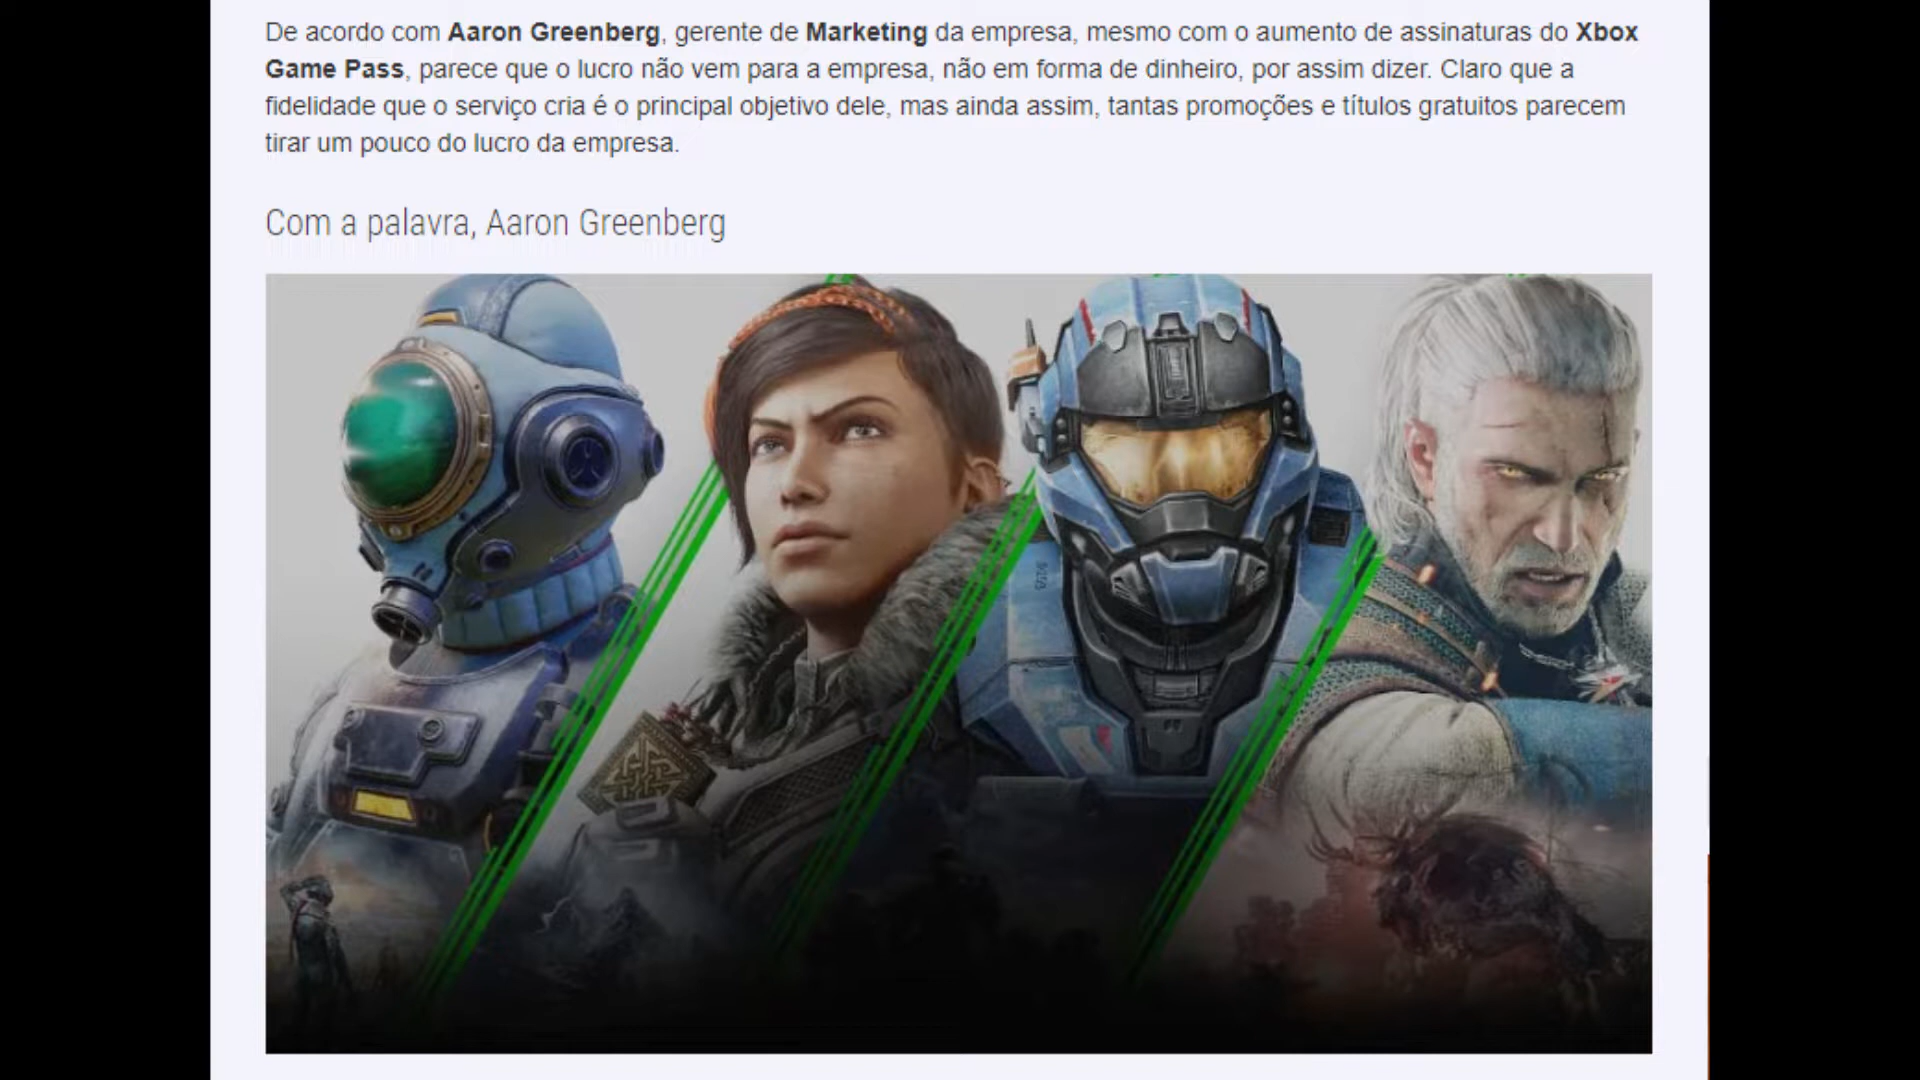 De acordo com Aaron Greenberg, gerente de Marketing da empresa, mesmo com o aumento de assinaturas do Xbox
Game Pass, parece que o lucro não vem para a empresa, não em forma de dinheiro, por assim dizer. Claro que a
fidelidade que o serviço cria é o principal objetivo dele, mas ainda assim, tantas promoções e títulos gratuitos parecem
tirar um pouco do lucro da empresa.
Com a palavra, Aaron Greenberg